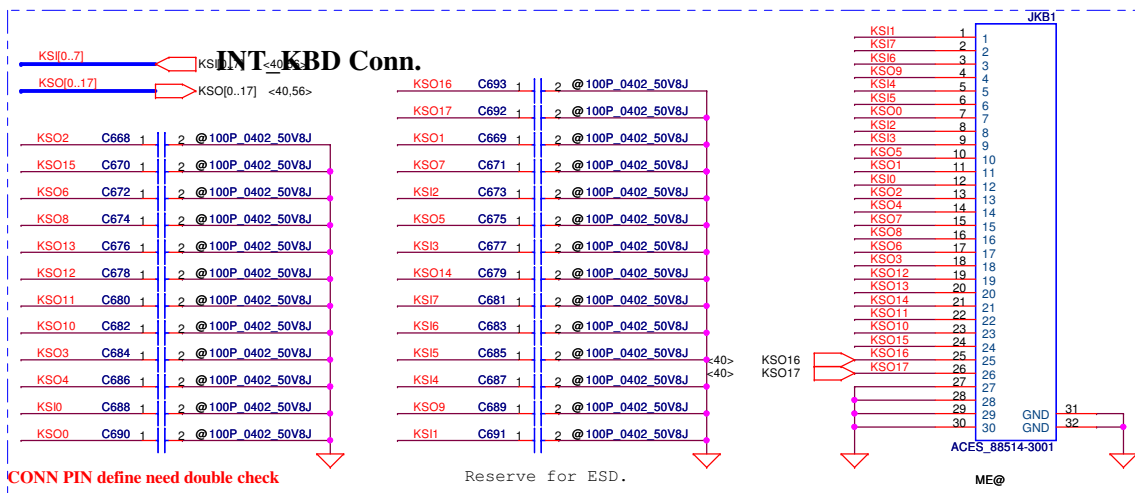 INT_KBD Conn.
KSI[0..7] KSI[0..7] <40,56>
KSO[0..17] KSO[0..17] <40,56>
KSO2 C668 1 2 @100P_0402_50V8J
KSO15 C670 1 2 @100P_0402_50V8J
KSO6 C672 1 2 @100P_0402_50V8J
KSO8 C674 1 2 @100P_0402_50V8J
KSO13 C676 1 2 @100P_0402_50V8J
KSO12 C678 1 2 @100P_0402_50V8J
KSO11 C680 1 2 @100P_0402_50V8J
KSO10 C682 1 2 @100P_0402_50V8J
KSO3 C684 1 2 @100P_0402_50V8J
KSO4 C686 1 2 @100P_0402_50V8J
KSI0 C688 1 2 @100P_0402_50V8J
KSO0 C690 1 2 @100P_0402_50V8J
CONN PIN define need double check
KSO16 C693 1 2 @100P_0402_50V8J
KSO17 C692 1 2 @100P_0402_50V8J
KSO1 C669 1 2 @100P_0402_50V8J
KSO7 C671 1 2 @100P_0402_50V8J
KSI2 C673 1 2 @100P_0402_50V8J
KSO5 C675 1 2 @100P_0402_50V8J
KSI3 C677 1 2 @100P_0402_50V8J
KSO14 C679 1 2 @100P_0402_50V8J
KSI7 C681 1 2 @100P_0402_50V8J
KSI6 C683 1 2 @100P_0402_50V8J
KSI5 C685 1 2 @100P_0402_50V8J
KSI4 C687 1 2 @100P_0402_50V8J
KSO9 C689 1 2 @100P_0402_50V8J
KSI1 C691 1 2 @100P_0402_50V8J
Reserve for ESD.
JKB1
KSI1 1 1
KSI7 2 2
KSI6 3 3
KSO9 4 4
KSI4 5 5
KSI5 6 6
KSO0 7 7
KSI2 8 8
KSI3 9 9
KSO5 10 10
KSO1 11 11
KSI0 12 12
KSO2 13 13
KSO4 14 14
KSO7 15 15
KSO8 16 16
KSO6 17 17
KSO3 18 18
KSO12 19 19
KSO13 20 20
KSO14 21 21
KSO11 22 22
KSO10 23 23
KSO15 24 24
<40> KSO16 KSO16 25 25
<40> KSO17 KSO17 26 26
27 27
28 28
29 29 GND 31
30 30 GND 32
ACES_88514-3001
ME@